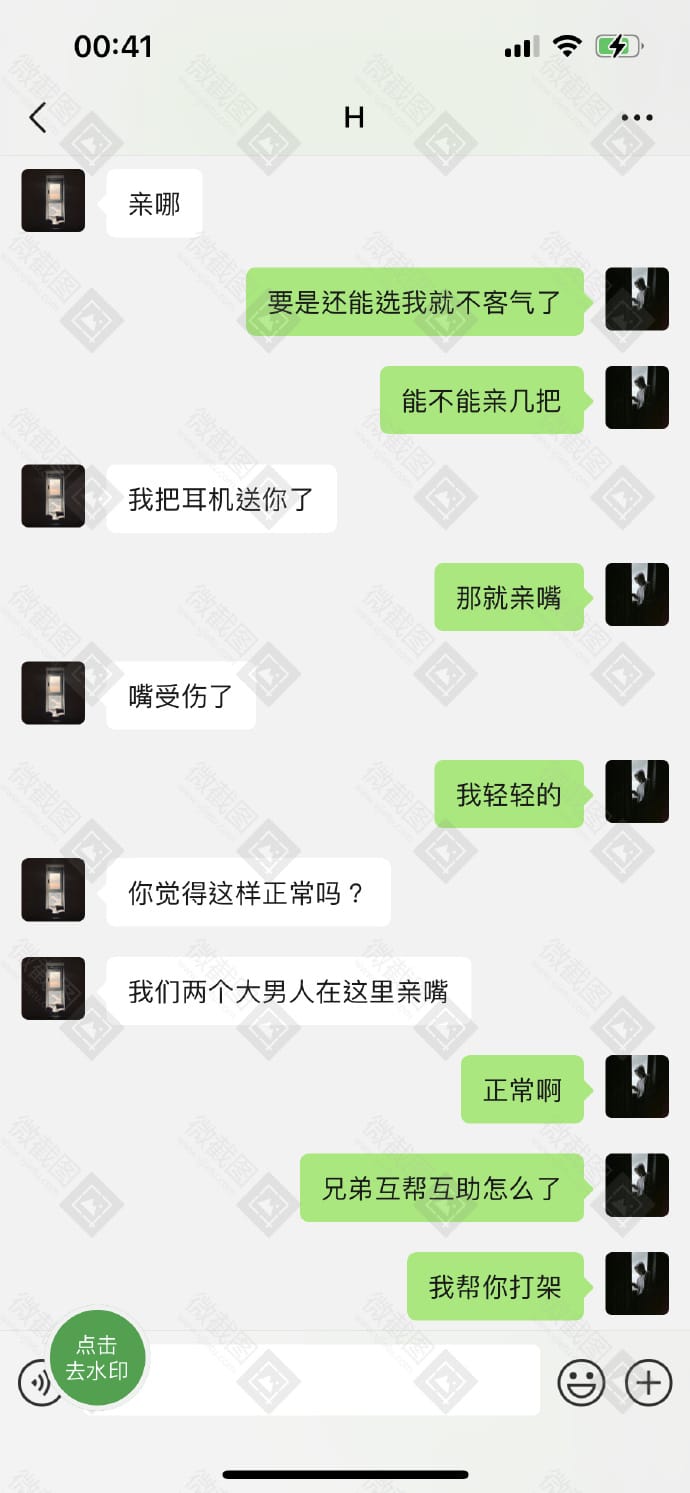 00:41
H
亲哪
要是还能选我就不客气了
能不能亲几把
我把耳机送你了
那就亲嘴
嘴受伤了
我轻轻的
你觉得这样正常吗？
我们两个大男人在这里亲嘴
正常啊
兄弟互帮互助怎么了
我帮你打架
点击
去水印
微截图